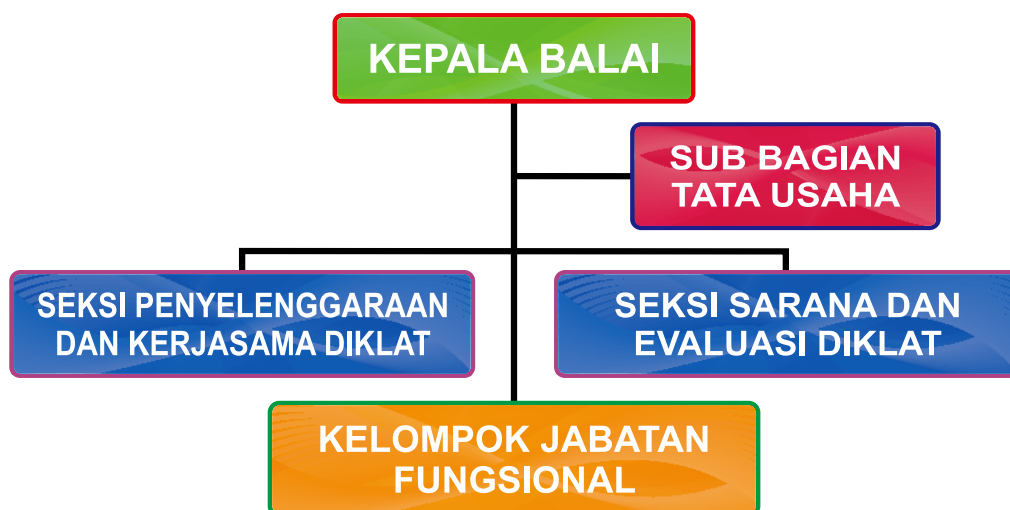 KEPALA BALAI
SUB BAGIAN
TATA USAHA
SEKSI PENYELENGGARAAN
DAN KERJASAMA DIKLAT
SEKSI SARANA DAN
EVALUASI DIKLAT
KELOMPOK JABATAN
FUNGSIONAL